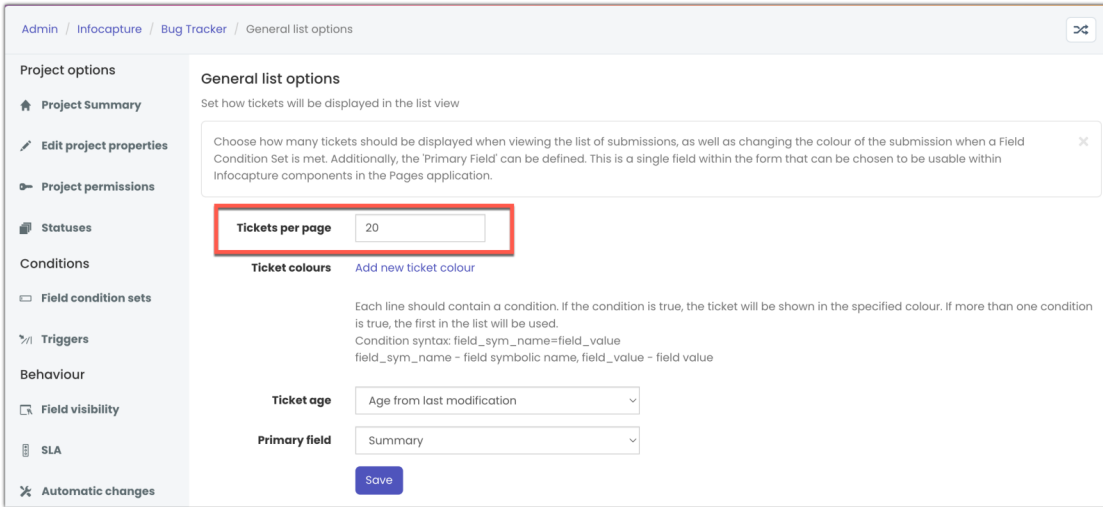 Admin / Infocapture / Bug Tracker / General list options
Project options
Project Summary
Edit project properties
Project permissions
Statuses
Conditions
Field condition sets
Triggers
Behaviour
Field visibility
SLA
Automatic changes
General list options
Set how tickets will be displayed in the list view
Choose how many tickets should be displayed when viewing the list of submissions, as well as changing the colour of the submission when a Field
Condition Set is met. Additionally, the 'Primary Field' can be defined. This is a single field within the form that can be chosen to be usable within
Infocapture components in the Pages application.
Tickets per page 20
Ticket colours Add new ticket colour
Each line should contain a condition. If the condition is true, the ticket will be shown in the specified colour. If more than one condition
is true, the first in the list will be used.
Condition syntax: field_sym_name=field_value
field_sym_name - field symbolic name, field_value - field value
Ticket age Age from last modification
Primary field Summary
Save